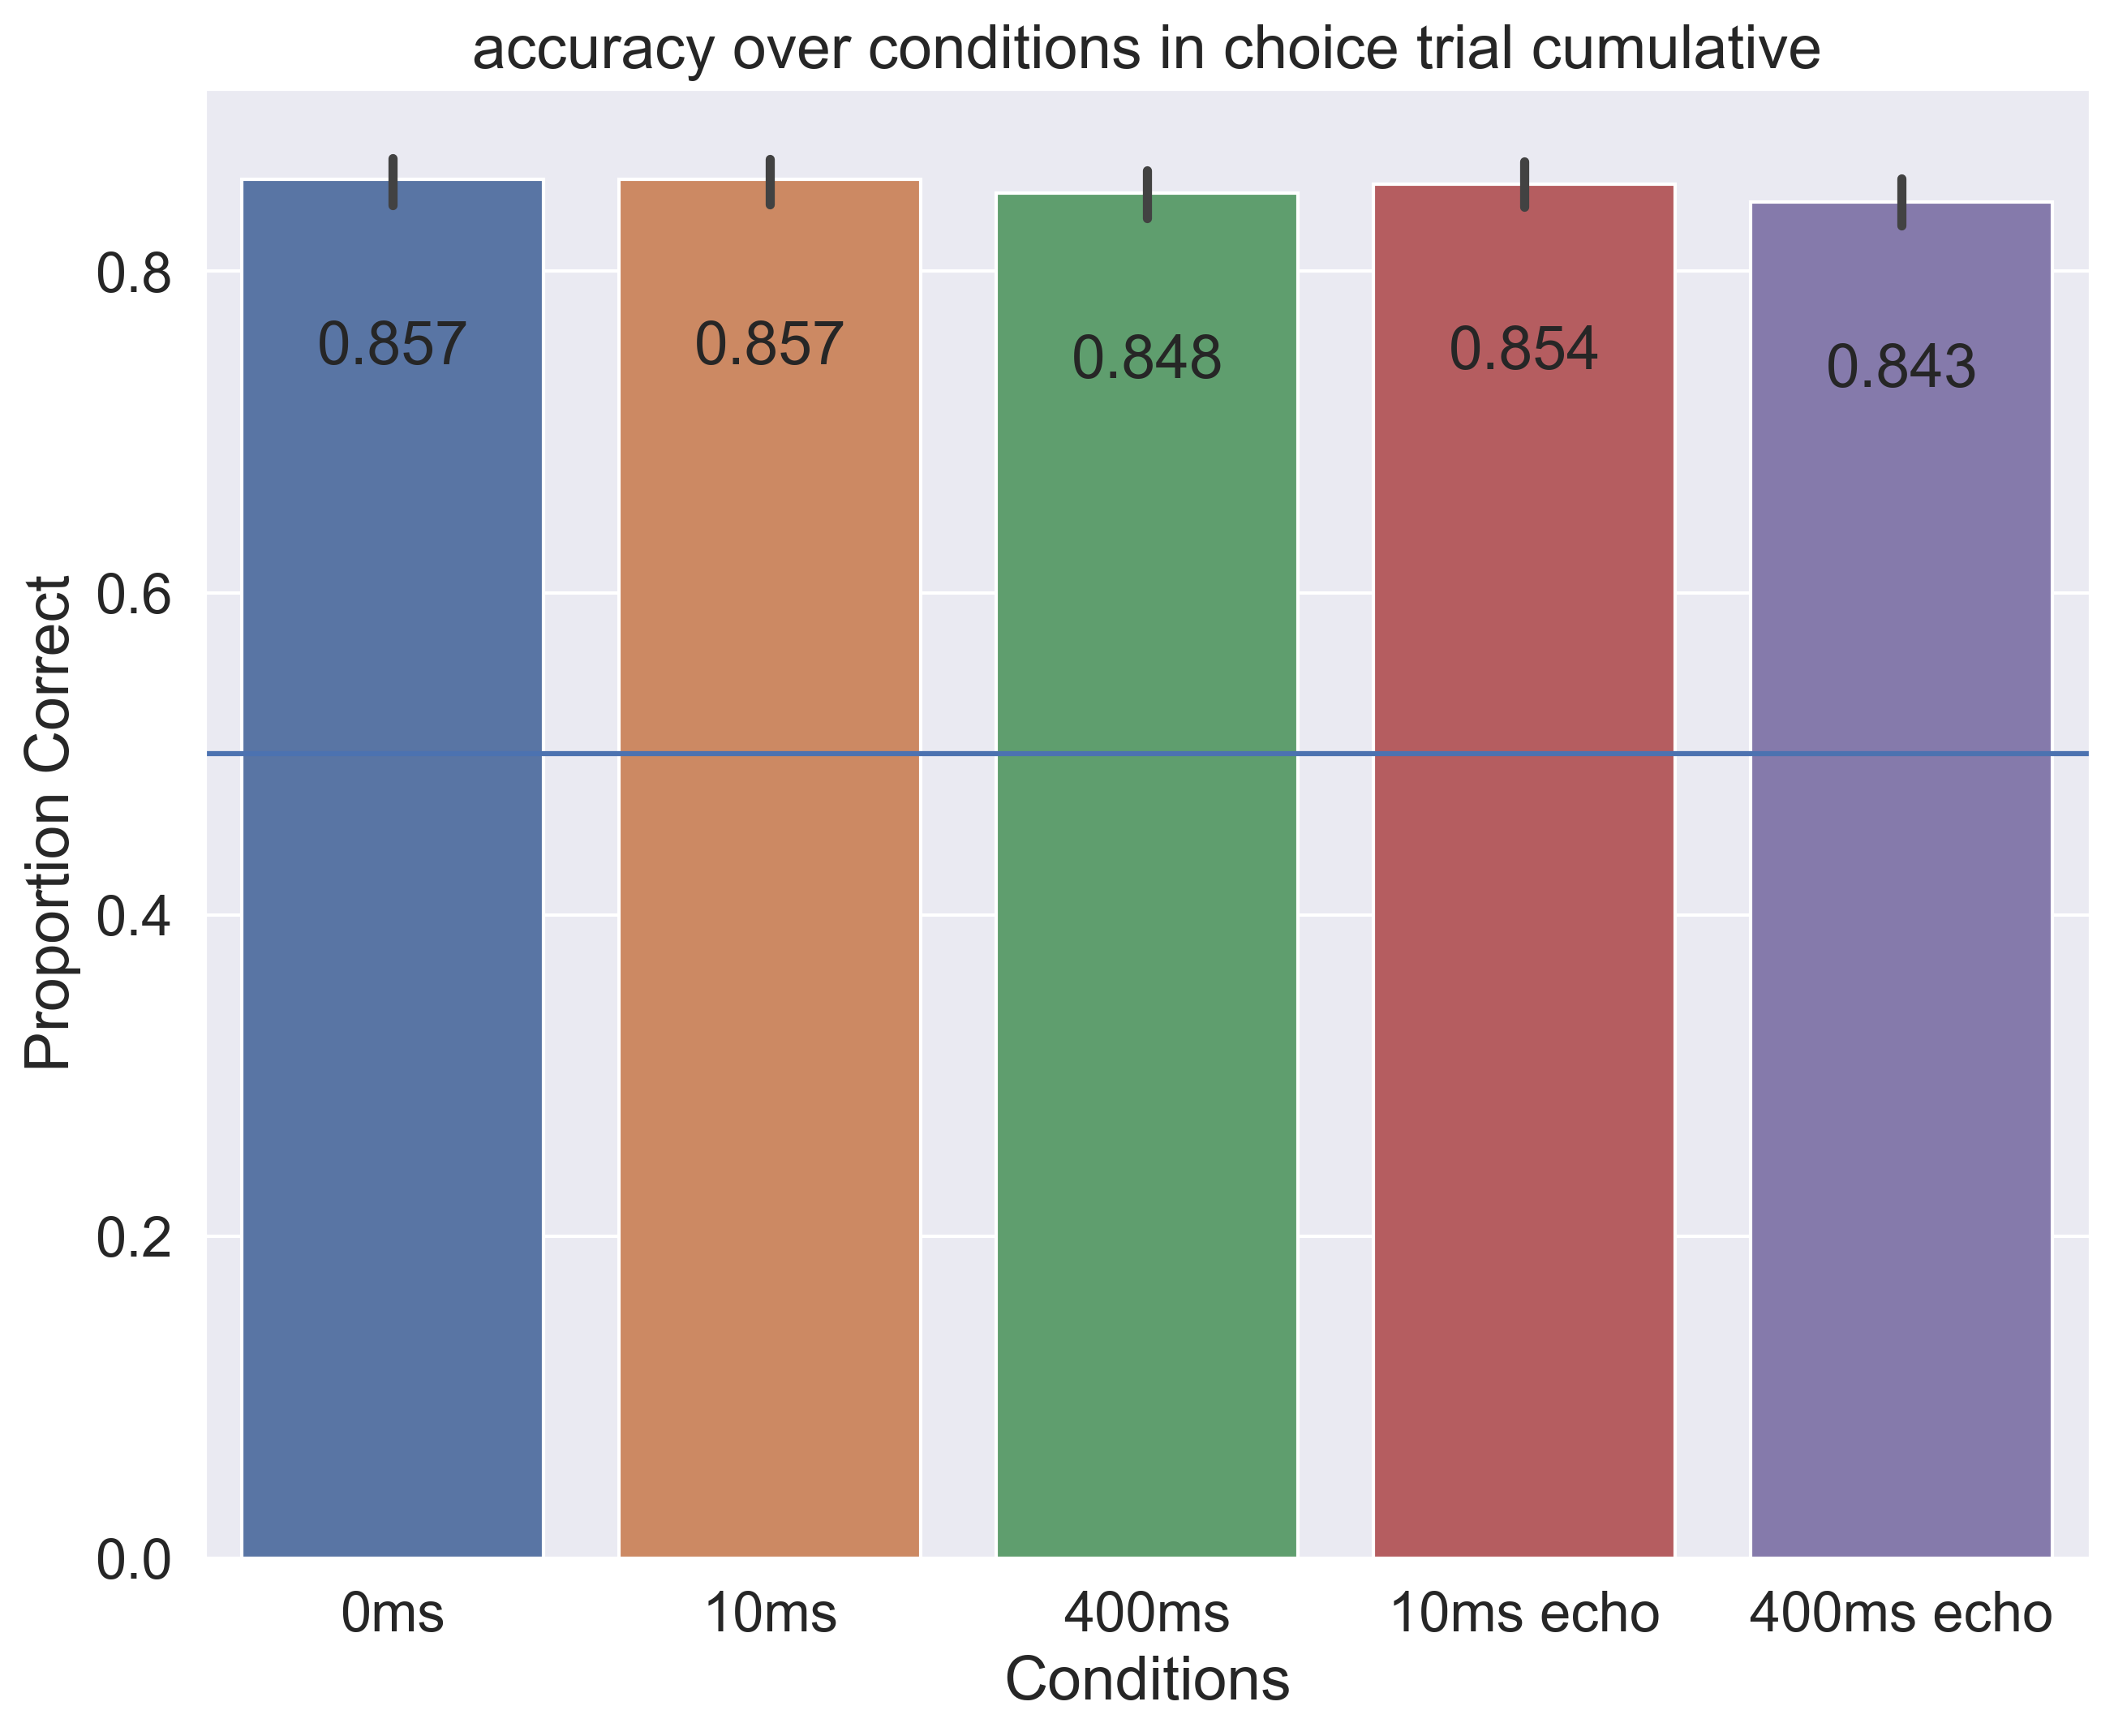 accuracy over conditions in choice trial cumulative
Proportion Correct
0.8
0.6
0.4
0.2
0.0
0.857
0.857
0.848
0.854
0.843
0ms
10ms
400ms
10ms echo
400ms echo
Conditions